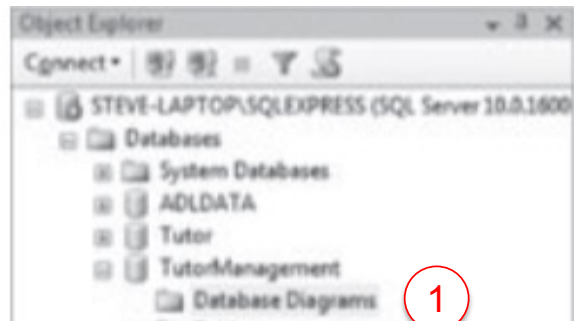 Object Explorer
Connect
STEVE-LAPTOP\SQLEXPRESS (SQL Server 10.0.1600
Databases
System Databases
ADLDATA
Tutor
TutorManagement
Database Diagrams 1